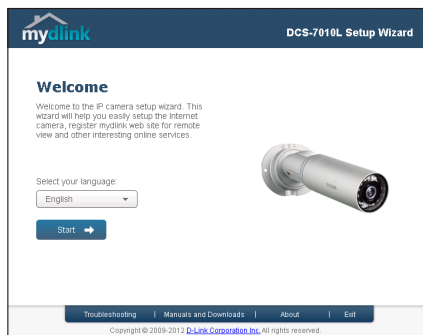 mydlink
DCS-7010L Setup Wizard
Welcome
Welcome to the IP camera setup wizard. This
wizard will help you easily setup the Internet
camera, register mydlink web site for remote
view and other interesting online services.
Select your language:
English
Start
D-Link
Troubleshooting | Manuals and Downloads | About | Exit
Copyright © 2009-2012 D-Link Corporation Inc. All rights reserved.